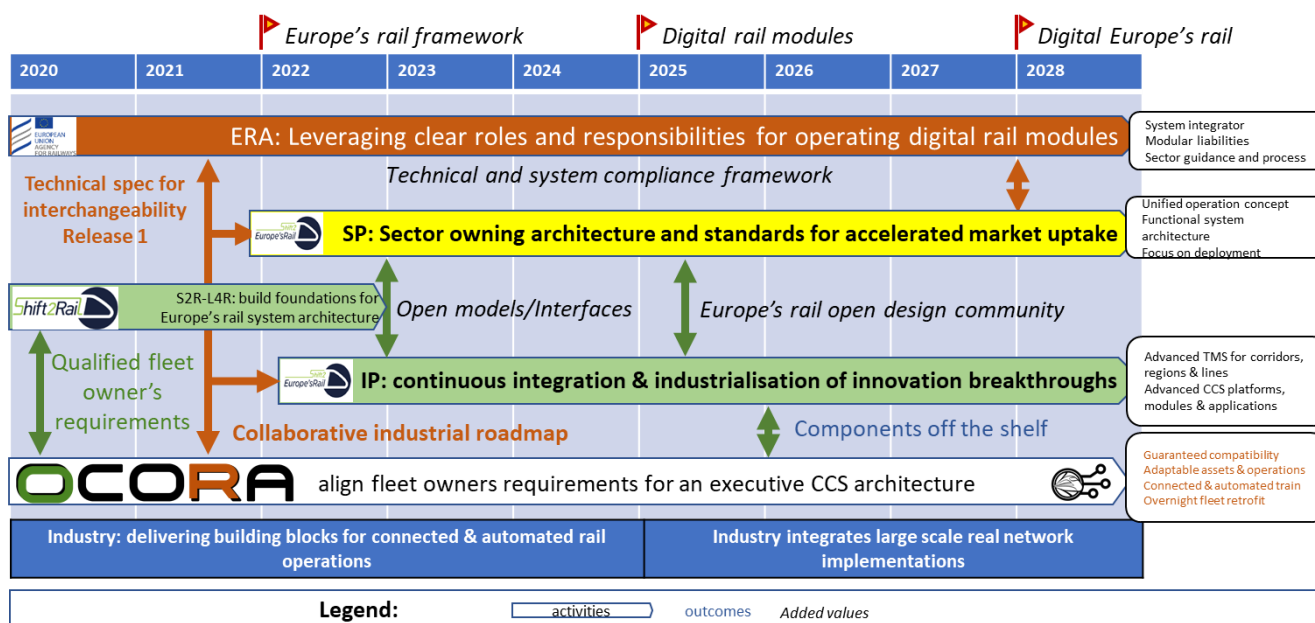 Europe's rail framework
Digital rail modules
Digital Europe's rail
2020
2021
2022
2023
2024
2025
2026
2027
2028
EUROPEAN
UNION
AGENCY
FOR RAILWAYS
ERA: Leveraging clear roles and responsibilities for operating digital rail modules
System integrator
Modular liabilities
Sector guidance and process
Technical spec for
interchangeability
Release 1
Technical and system compliance framework
Europe'sRail
SP: Sector owning architecture and standards for accelerated market uptake
Unified operation concept
Functional system
architecture
Focus on deployment
Shift2Rail
S2R-L4R: build foundations for
Europe's rail system architecture
Open models/Interfaces
Europe's rail open design community
Qualified fleet
owner's
requirements
Europe'sRail
IP: continuous integration & industrialisation of innovation breakthroughs
Advanced TMS for corridors,
regions & lines
Advanced CCS platforms,
modules & applications
Collaborative industrial roadmap
Components off the shelf
OCORA
align fleet owners requirements for an executive CCS architecture
Guaranteed compatibility
Adaptable assets & operations
Connected & automated train
Overnight fleet retrofit
Industry: delivering building blocks for connected & automated rail
operations
Industry integrates large scale real network
implementations
Legend:
activities
outcomes
Added values